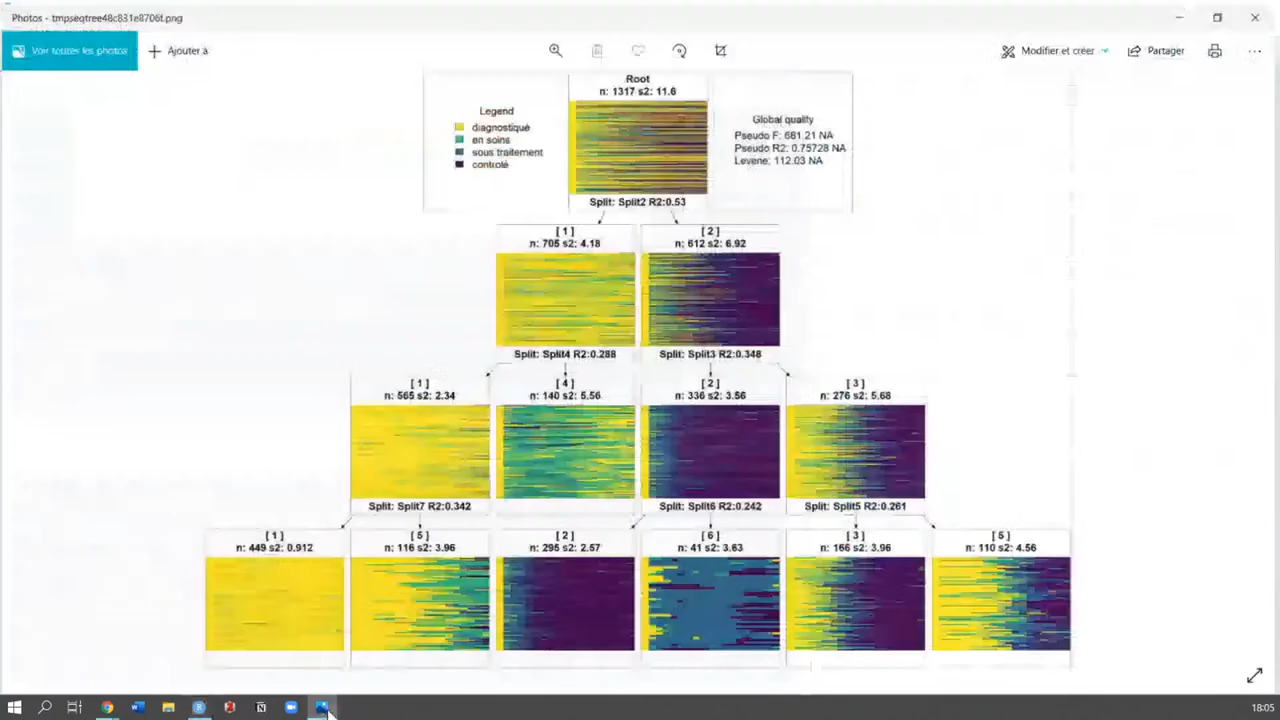 Photos - tmpseqtree48c831e8706f.png
Voir toutes les photos
Ajouter à
Modifier et créer
Partager
Root
n: 1317 s2: 11.6
Legend
diagnostiqué
en soins
sous traitement
controlé
Global quality
Pseudo F: 681.21 NA
Pseudo R2: 0.75728 NA
Levene: 112.03 NA
Split: Split2 R2:0.53
[ 1 ]
n: 705 s2: 4.18
[ 2 ]
n: 612 s2: 6.92
Split: Split4 R2:0.288
Split: Split3 R2:0.348
[ 1 ]
n: 565 s2: 2.34
[ 4 ]
n: 140 s2: 5.56
[ 2 ]
n: 336 s2: 3.56
[ 3 ]
n: 276 s2: 5.68
Split: Split7 R2:0.342
Split: Split6 R2:0.242
Split: Split5 R2:0.261
[ 1 ]
n: 449 s2: 0.912
[ 5 ]
n: 116 s2: 3.96
[ 2 ]
n: 295 s2: 2.57
[ 6 ]
n: 41 s2: 3.63
[ 3 ]
n: 166 s2: 3.96
[ 5 ]
n: 110 s2: 4.56
18:05